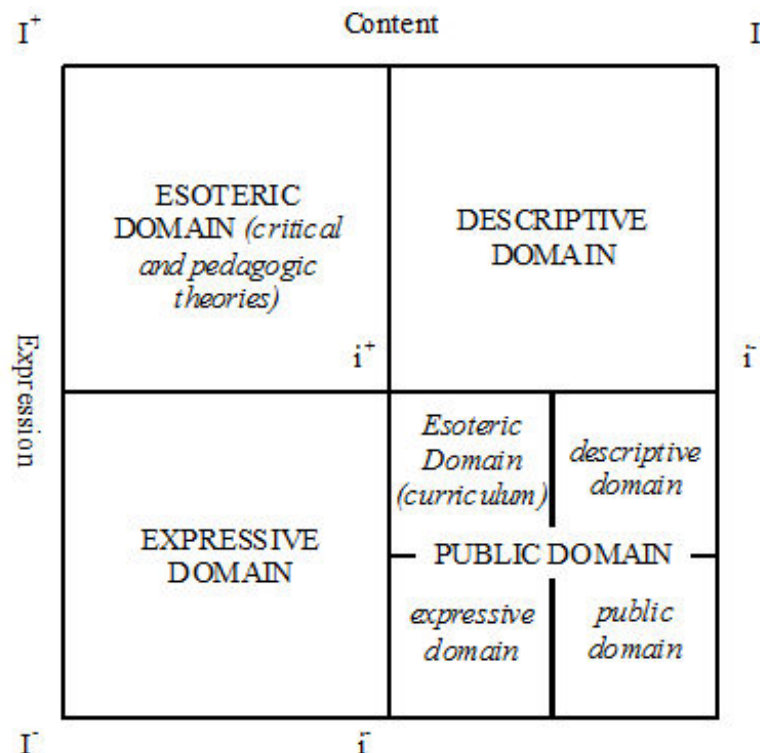 I⁺
Content
I
ESOTERIC
DOMAIN (critical
and pedagogic
theories)
DESCRIPTIVE
DOMAIN
Expression
i⁺
i⁻
Esoteric
Domain
(curriculum)
descriptive
domain
EXPRESSIVE
DOMAIN
PUBLIC DOMAIN
expressive
domain
public
domain
I⁻
i⁻